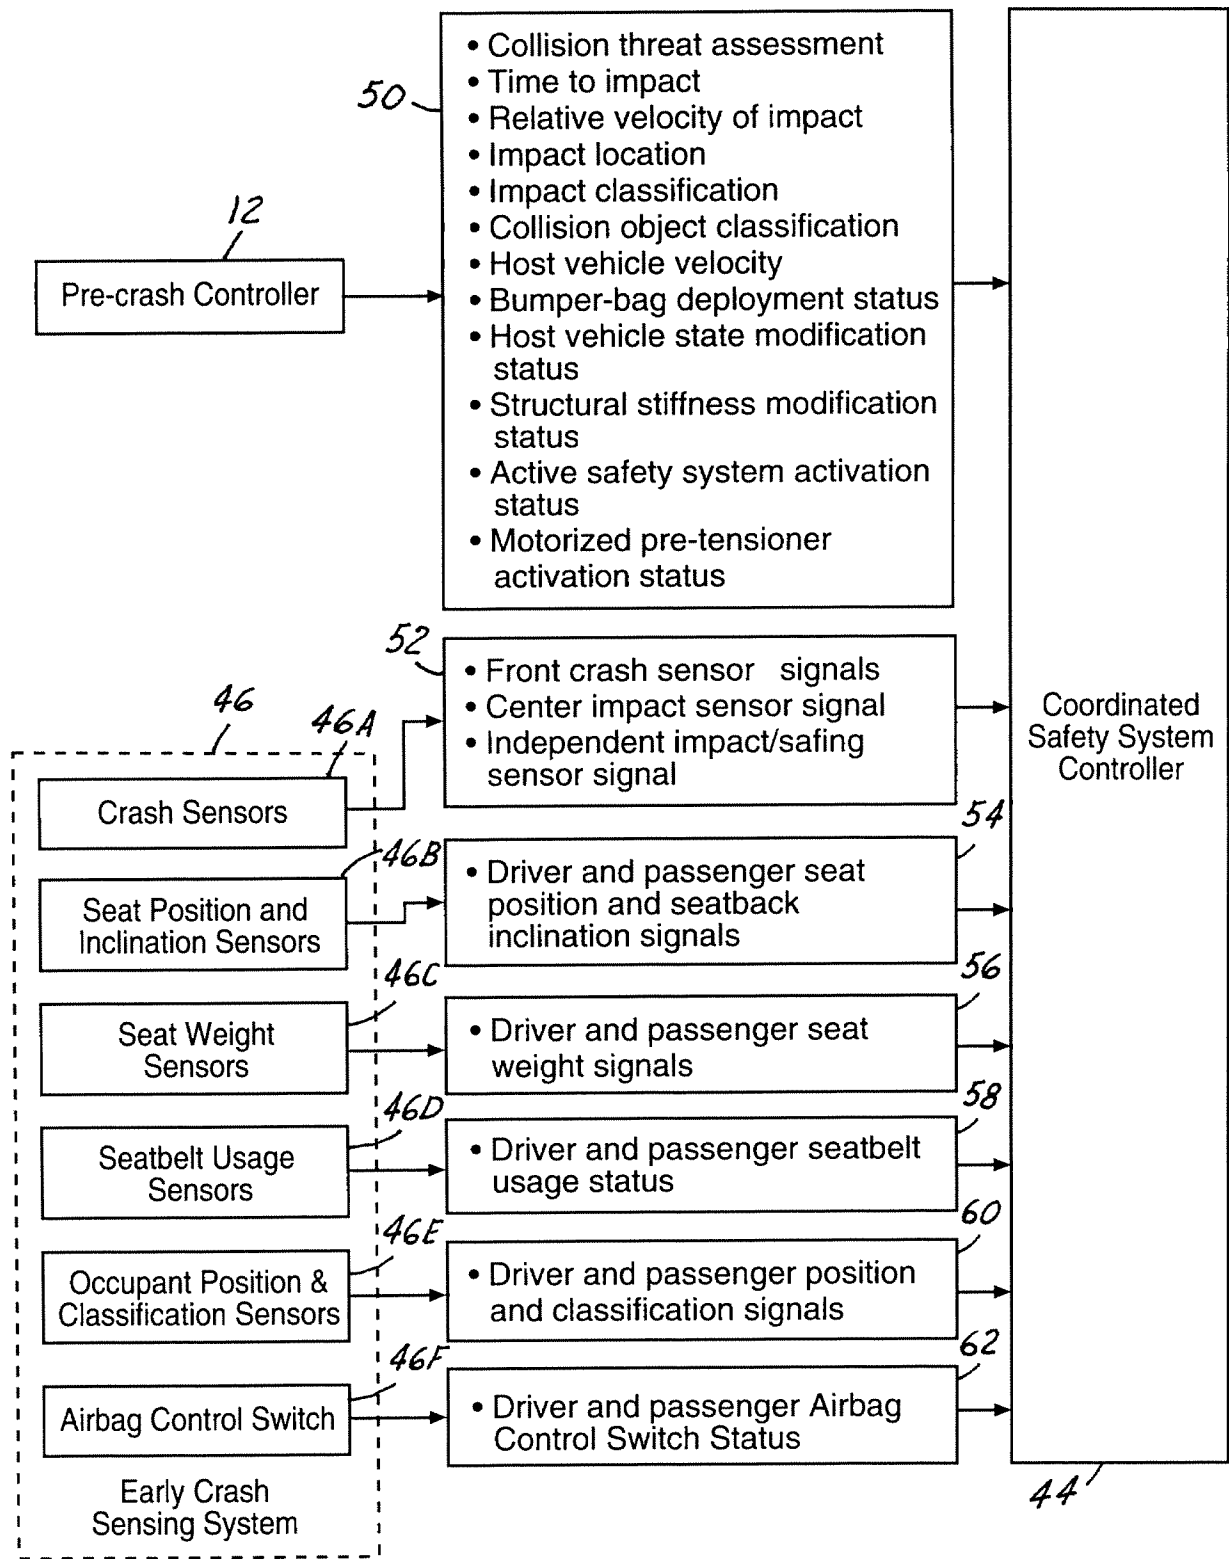 • Collision threat assessment
• Time to impact
• Relative velocity of impact
• Impact location
• Impact classification
• Collision object classification
• Host vehicle velocity
• Bumper-bag deployment status
• Host vehicle state modification
status
• Structural stiffness modification
status
• Active safety system activation
status
• Motorized pre-tensioner
activation status
50
12
Pre-crash Controller
52
• Front crash sensor signals
• Center impact sensor signal
• Independent impact/safing
sensor signal
Coordinated
Safety System
Controller
46
46A
Crash Sensors
54
46B
Seat Position and
Inclination Sensors
• Driver and passenger seat
position and seatback
inclination signals
56
46C
Seat Weight
Sensors
• Driver and passenger seat
weight signals
58
46D
Seatbelt Usage
Sensors
• Driver and passenger seatbelt
usage status
60
46E
Occupant Position &
Classification Sensors
• Driver and passenger position
and classification signals
62
46F
Airbag Control Switch
• Driver and passenger Airbag
Control Switch Status
Early Crash
Sensing System
44